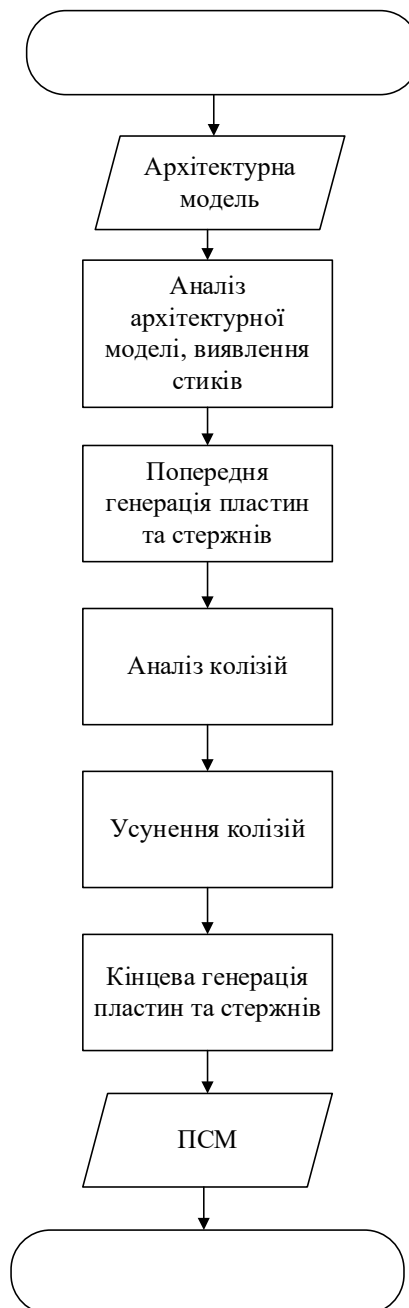 Архітектурна
модель
Аналіз
архітектурної
моделі, виявлення
стиків
Попередня
генерація пластин
та стержнів
Аналіз колізій
Усунення колізій
Кінцева генерація
пластин та стержнів
ПСМ